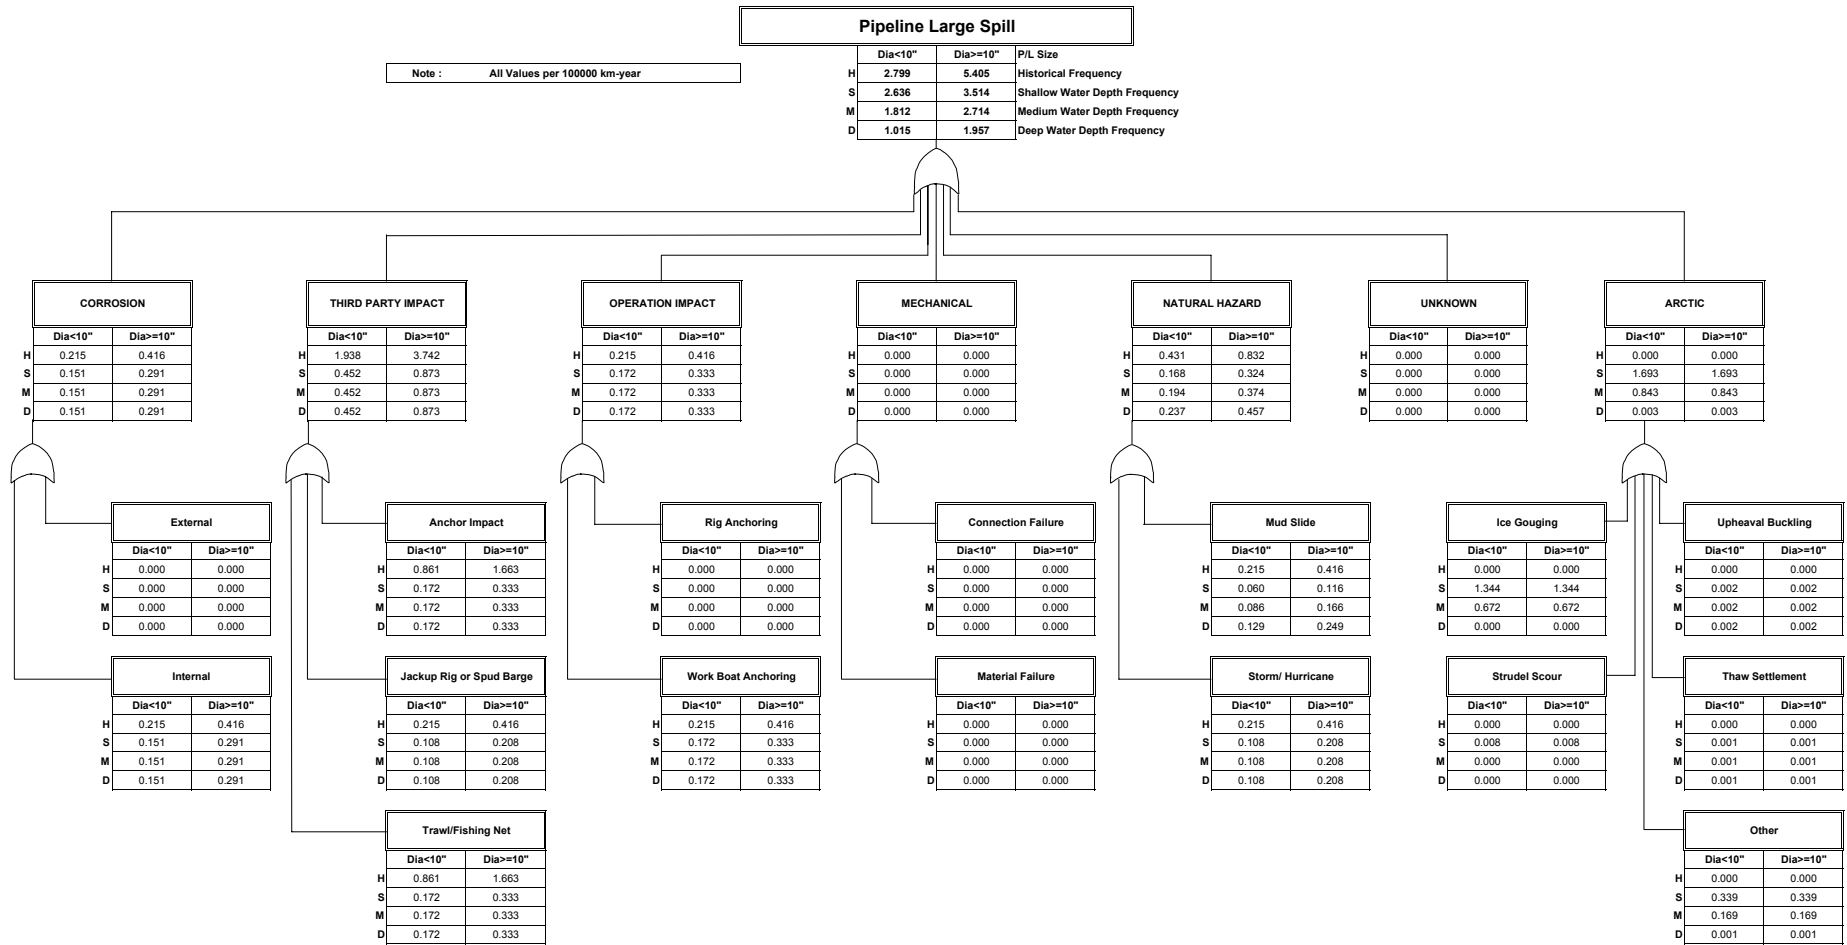 Pipeline Large Spill
Dia<10" Dia>=10" P/L Size
Note : All Values per 100000 km-year
H 2.799 5.405 Historical Frequency
S 2.636 3.514 Shallow Water Depth Frequency
M 1.812 2.714 Medium Water Depth Frequency
D 1.015 1.957 Deep Water Depth Frequency
CORROSION
Dia<10" Dia>=10"
H 0.215 0.416
S 0.151 0.291
M 0.151 0.291
D 0.151 0.291
THIRD PARTY IMPACT
Dia<10" Dia>=10"
H 1.938 3.742
S 0.452 0.873
M 0.452 0.873
D 0.452 0.873
OPERATION IMPACT
Dia<10" Dia>=10"
H 0.215 0.416
S 0.172 0.333
M 0.172 0.333
D 0.172 0.333
MECHANICAL
Dia<10" Dia>=10"
H 0.000 0.000
S 0.000 0.000
M 0.000 0.000
D 0.000 0.000
NATURAL HAZARD
Dia<10" Dia>=10"
H 0.431 0.832
S 0.168 0.324
M 0.194 0.374
D 0.237 0.457
UNKNOWN
Dia<10" Dia>=10"
H 0.000 0.000
S 0.000 0.000
M 0.000 0.000
D 0.000 0.000
ARCTIC
Dia<10" Dia>=10"
H 0.000 0.000
S 1.693 1.693
M 0.843 0.843
D 0.003 0.003
External
Dia<10" Dia>=10"
H 0.000 0.000
S 0.000 0.000
M 0.000 0.000
D 0.000 0.000
Anchor Impact
Dia<10" Dia>=10"
H 0.861 1.663
S 0.172 0.333
M 0.172 0.333
D 0.172 0.333
Rig Anchoring
Dia<10" Dia>=10"
H 0.000 0.000
S 0.000 0.000
M 0.000 0.000
D 0.000 0.000
Connection Failure
Dia<10" Dia>=10"
H 0.000 0.000
S 0.000 0.000
M 0.000 0.000
D 0.000 0.000
Mud Slide
Dia<10" Dia>=10"
H 0.215 0.416
S 0.060 0.116
M 0.086 0.166
D 0.129 0.249
Ice Gouging
Dia<10" Dia>=10"
H 0.000 0.000
S 1.344 1.344
M 0.672 0.672
D 0.000 0.000
Upheaval Buckling
Dia<10" Dia>=10"
H 0.000 0.000
S 0.002 0.002
M 0.002 0.002
D 0.002 0.002
Internal
Dia<10" Dia>=10"
H 0.215 0.416
S 0.151 0.291
M 0.151 0.291
D 0.151 0.291
Jackup Rig or Spud Barge
Dia<10" Dia>=10"
H 0.215 0.416
S 0.108 0.208
M 0.108 0.208
D 0.108 0.208
Work Boat Anchoring
Dia<10" Dia>=10"
H 0.215 0.416
S 0.172 0.333
M 0.172 0.333
D 0.172 0.333
Material Failure
Dia<10" Dia>=10"
H 0.000 0.000
S 0.000 0.000
M 0.000 0.000
D 0.000 0.000
Storm/ Hurricane
Dia<10" Dia>=10"
H 0.215 0.416
S 0.108 0.208
M 0.108 0.208
D 0.108 0.208
Strudel Scour
Dia<10" Dia>=10"
H 0.000 0.000
S 0.008 0.008
M 0.000 0.000
D 0.000 0.000
Thaw Settlement
Dia<10" Dia>=10"
H 0.000 0.000
S 0.001 0.001
M 0.001 0.001
D 0.001 0.001
Trawl/Fishing Net
Dia<10" Dia>=10"
H 0.861 1.663
S 0.172 0.333
M 0.172 0.333
D 0.172 0.333
Other
Dia<10" Dia>=10"
H 0.000 0.000
S 0.339 0.339
M 0.169 0.169
D 0.001 0.001